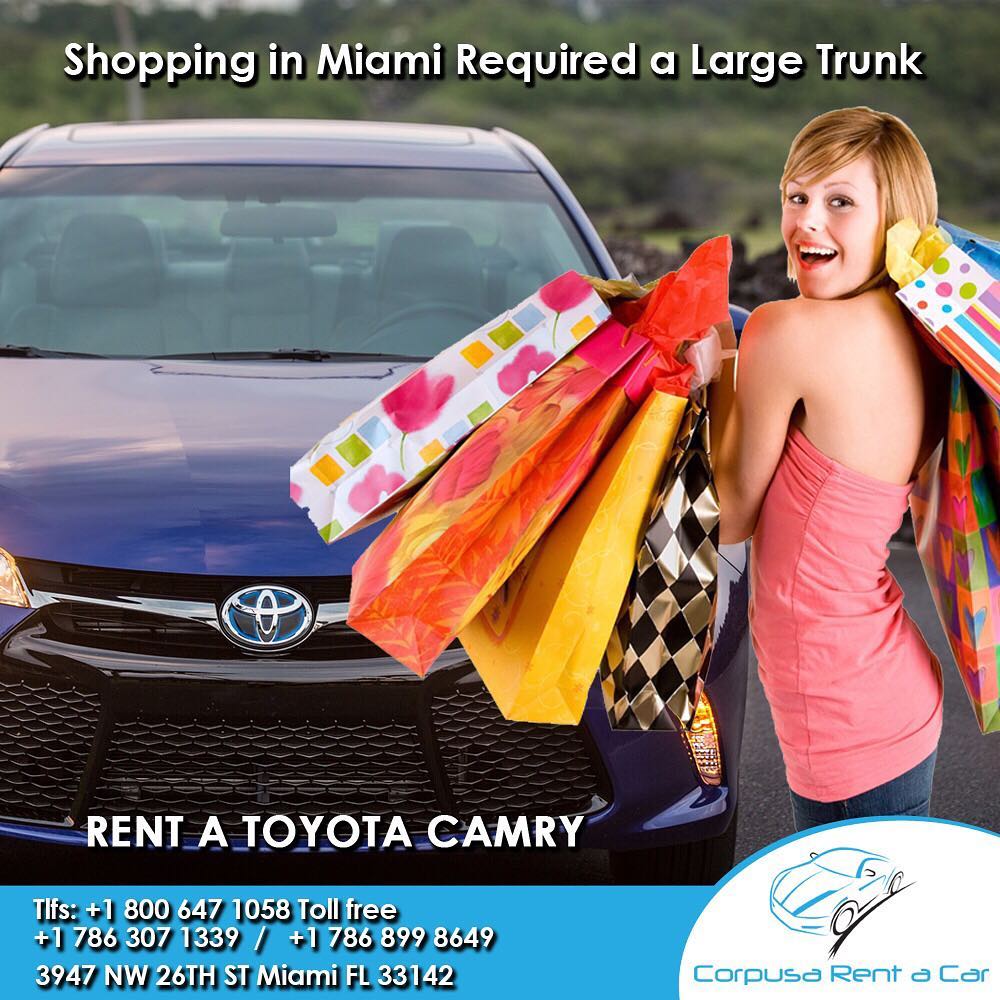 Shopping in Miami Required a Large Trunk
RENT A TOYOTA CAMRY
Tlfs: +1 800 647 1058 Toll free
+1 786 307 1339 / +1 786 899 8649
3947 NW 26TH ST Miami FL 33142
Corpusa Rent a Car